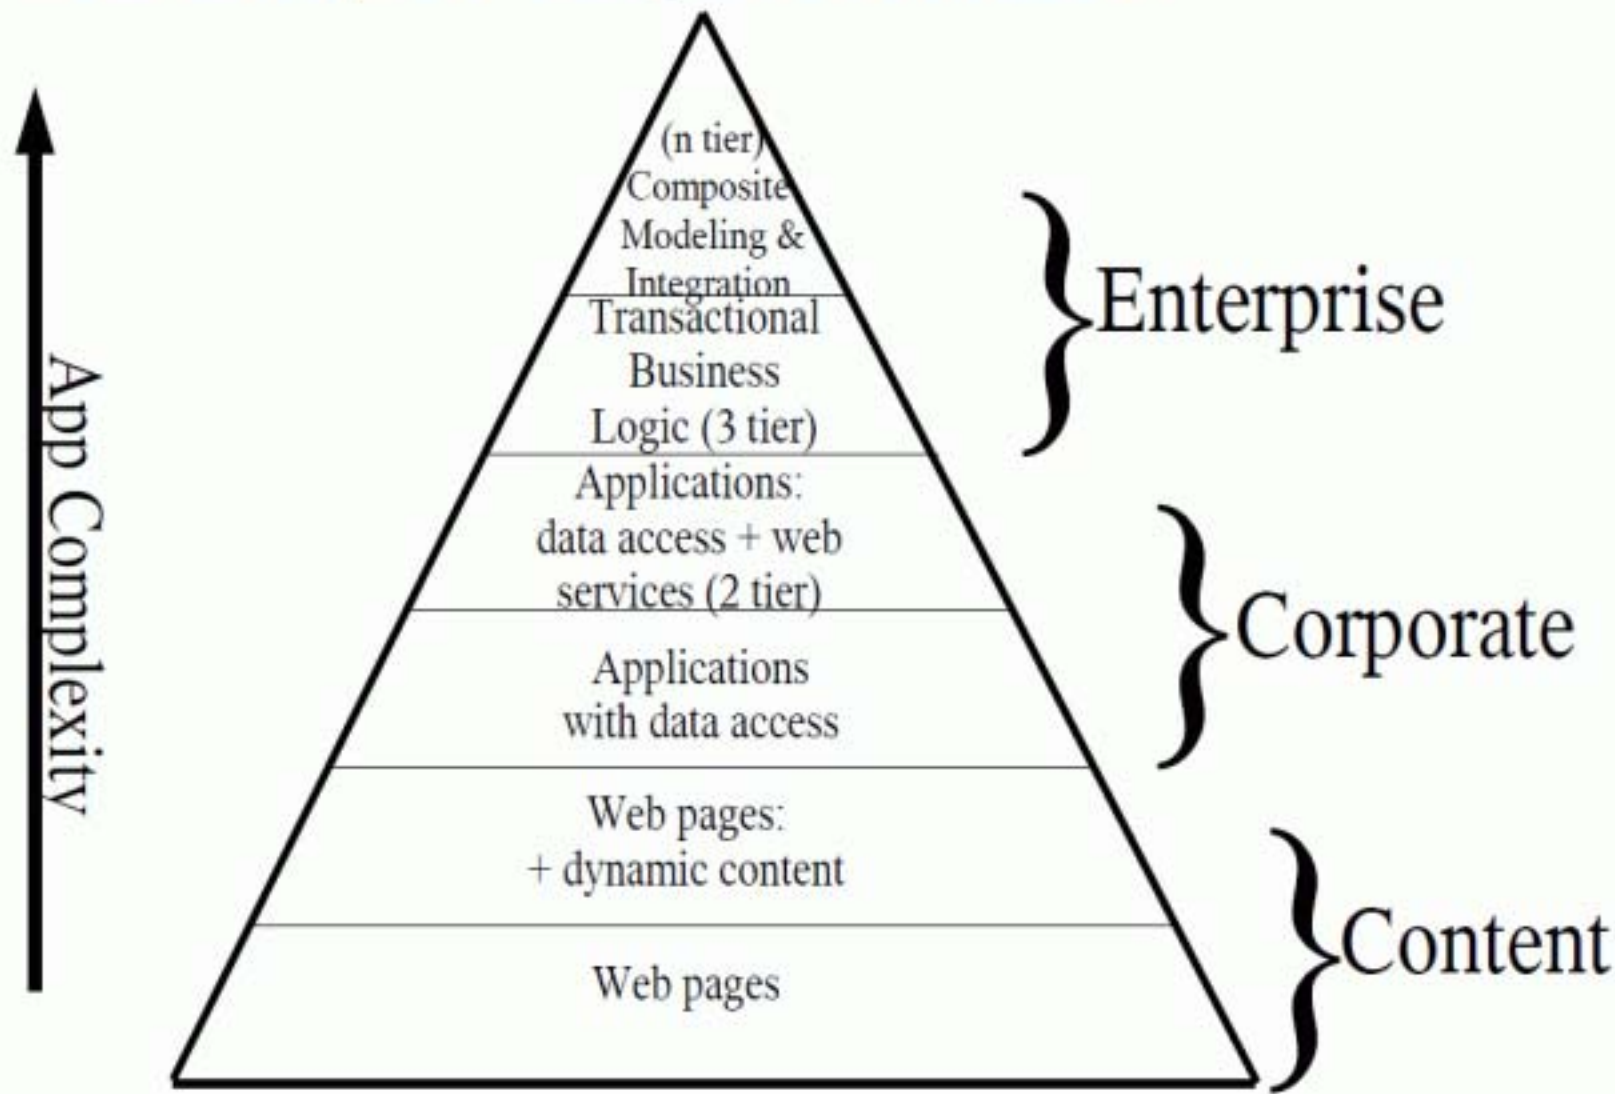 (n tier)
Composite
Modeling &
Integration
Transactional
Business
Logic (3 tier)
Enterprise
Applications:
data access + web
services (2 tier)
Applications
with data access
Corporate
Web pages:
+ dynamic content
Web pages
Content
App Complexity